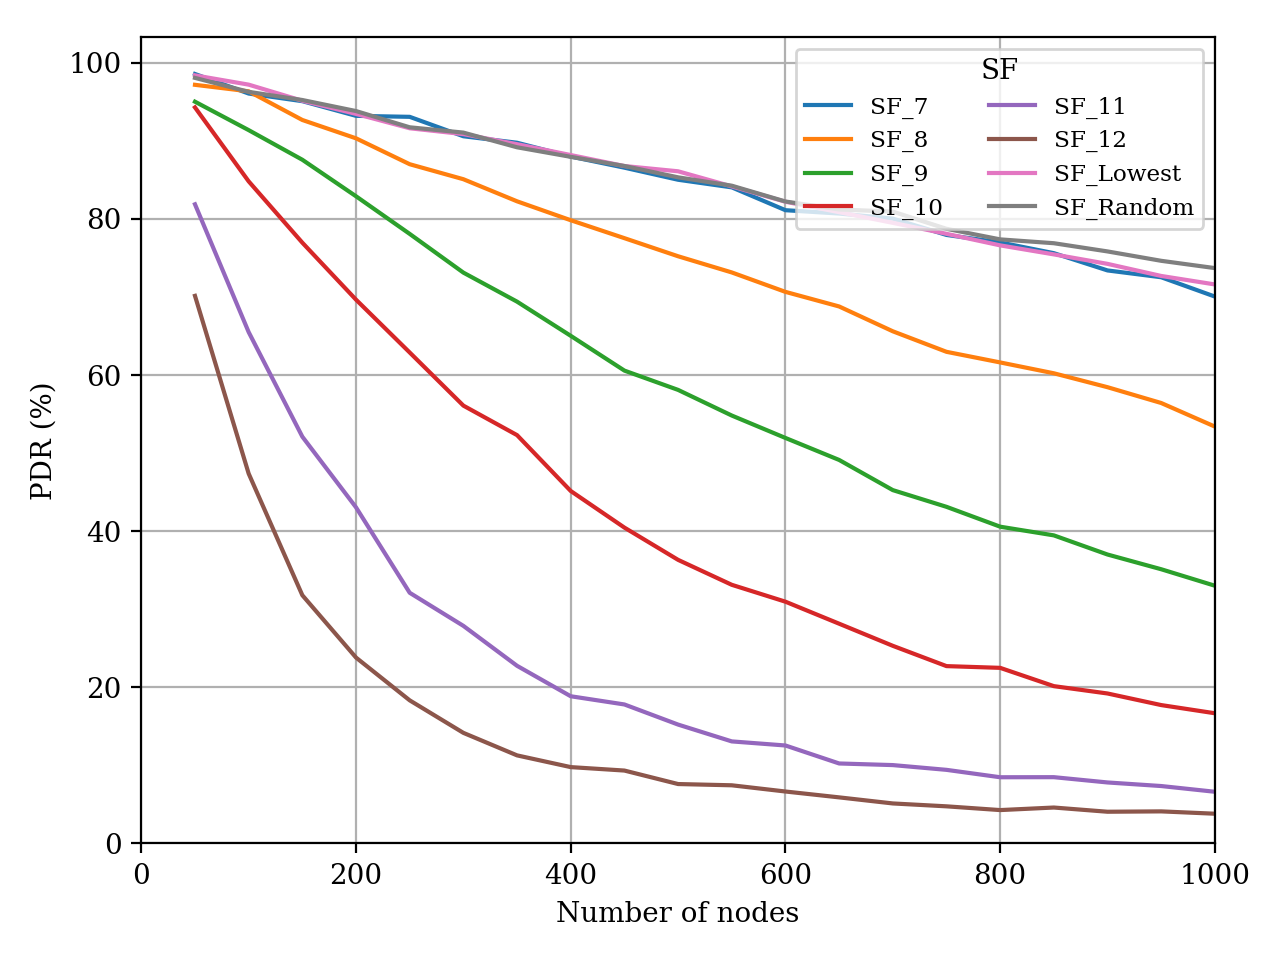 SF
SF_7
SF_8
SF_9
SF_10
SF_11
SF_12
SF_Lowest
SF_Random
PDR (%)
100
80
60
40
20
0
0 200 400 600 800 1000
Number of nodes